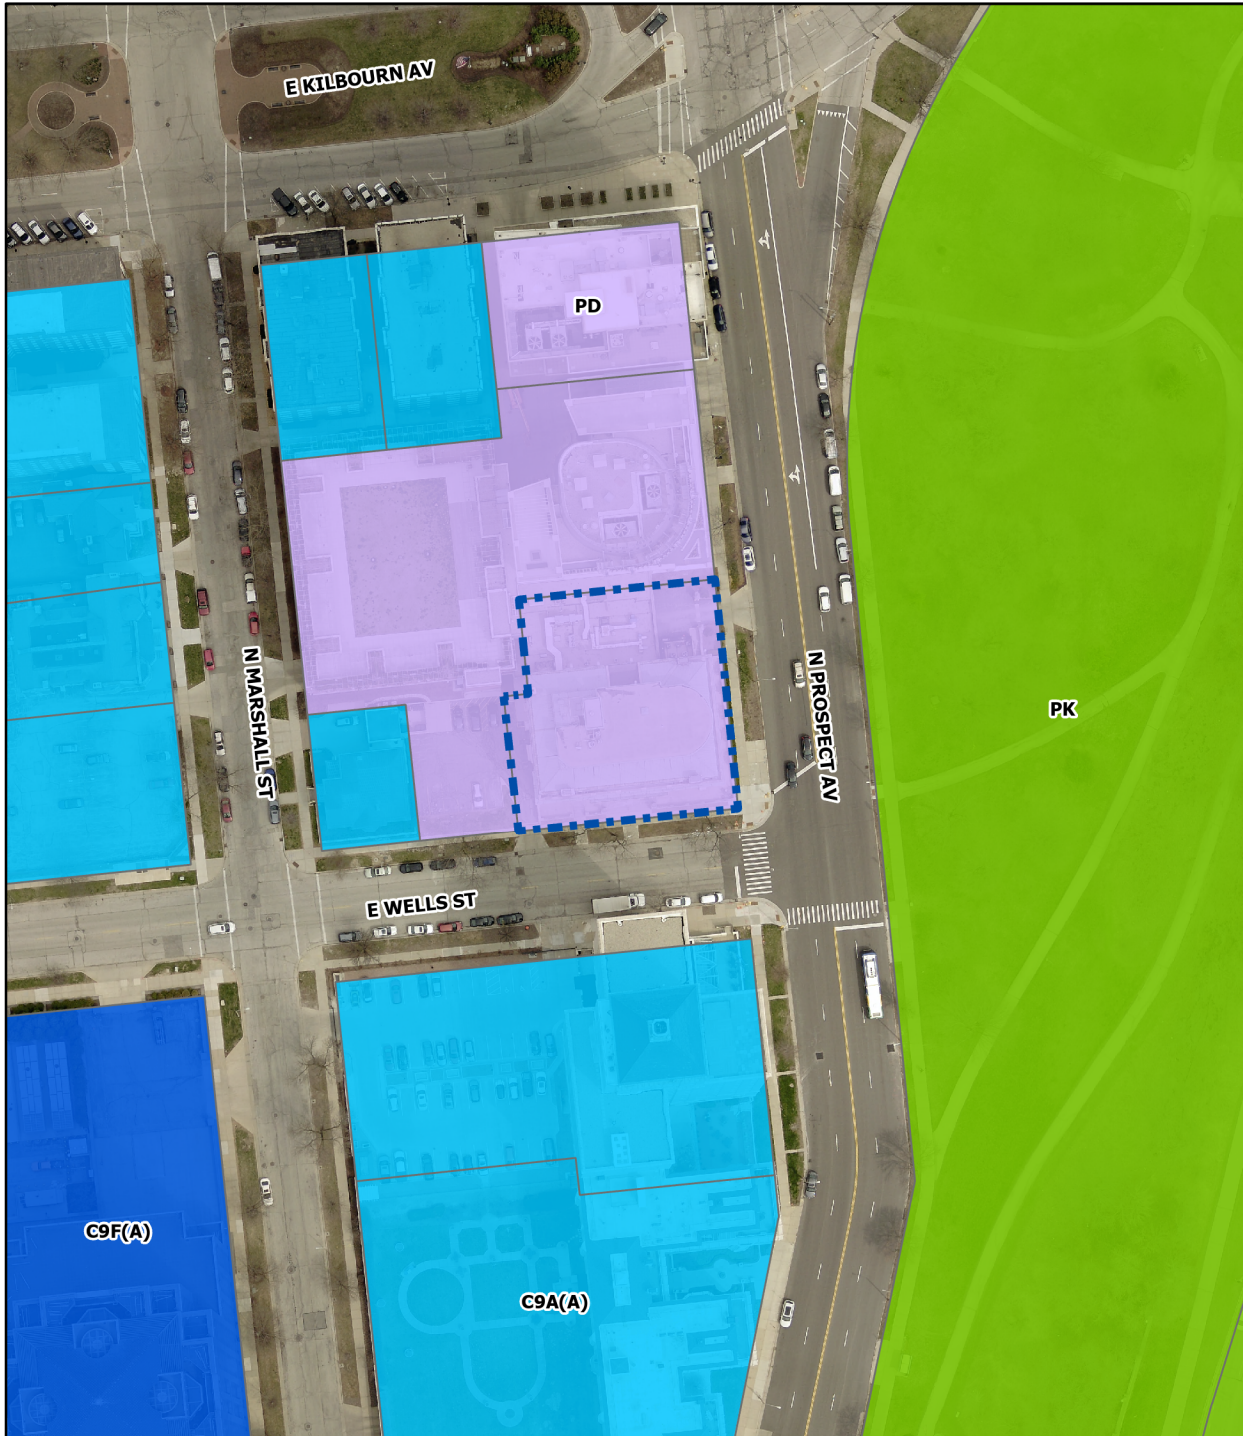 E KILBOURN AV
PD
N MARSHALL ST
N PROSPECT AV
PK
E WELLS ST
C9F(A)
C9A(A)